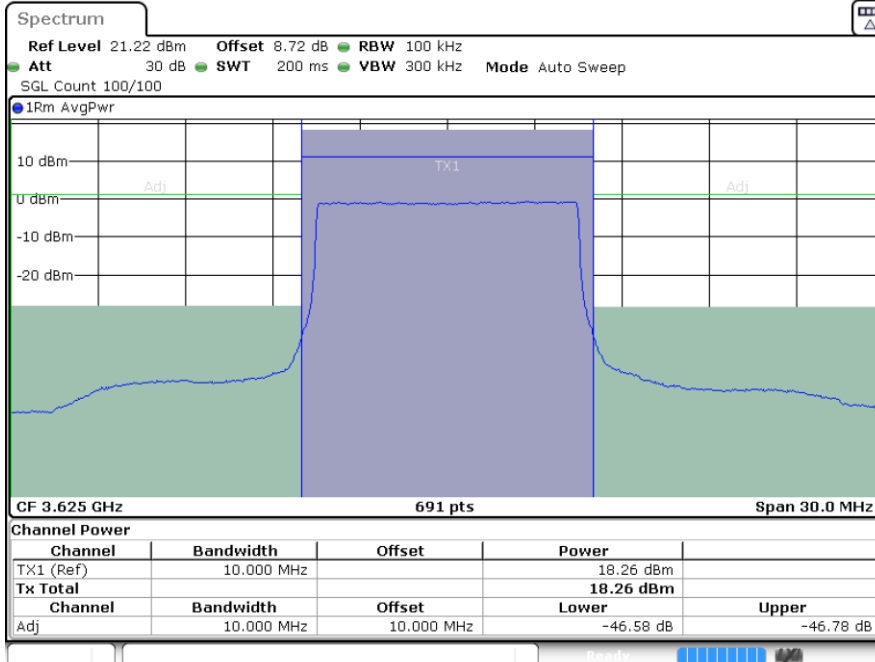 Spectrum
Ref Level 21.22 dBm Offset 8.72 dB RBW 100 kHz
Att 30 dB SWT 200 ms VBW 300 kHz Mode Auto Sweep
SGL Count 100/100
1Rm AvgPwr
10 dBm
TX1
Adj Adj
0 dBm
-10 dBm
-20 dBm
CF 3.625 GHz 691 pts Span 30.0 MHz
Channel Power
Channel Bandwidth Offset Power
TX1 (Ref) 10.000 MHz 18.26 dBm
Tx Total 18.26 dBm
Channel Bandwidth Offset Lower Upper
Adj 10.000 MHz 10.000 MHz -46.58 dB -46.78 dB
Ready